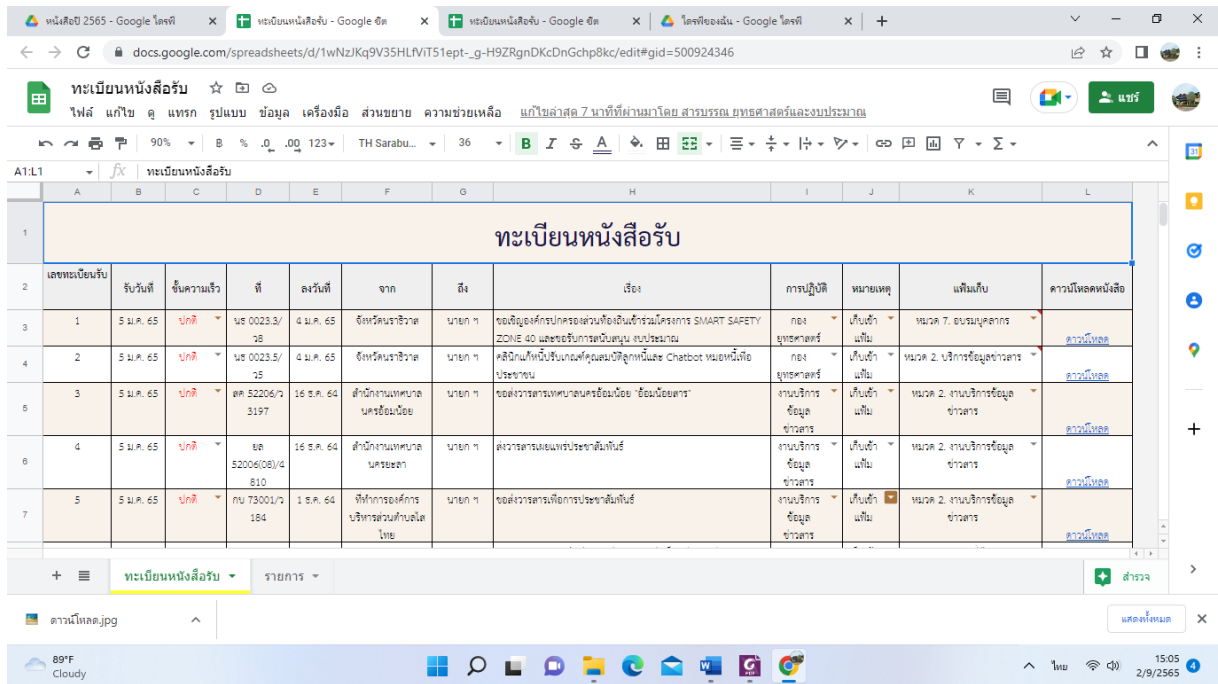 หนังสือปี 2565 - Google ไดรฟ์
ทะเบียนหนังสือรับ - Google ชีต
ทะเบียนหนังสือรับ - Google ชีต
ไดรฟ์ของฉัน - Google ไดรฟ์
docs.google.com/spreadsheets/d/1wNzJKq9V35HLfViT51ept-_g-H9ZRgnDKcDnGchp8kc/edit#gid=500924346
ทะเบียนหนังสือรับ
ไฟล์ แก้ไข ดู แทรก รูปแบบ ข้อมูล เครื่องมือ ส่วนขยาย ความช่วยเหลือ แก้ไขล่าสุด 7 นาทีที่ผ่านมาโดย สารบรรณ ยุทธศาสตร์และงบประมาณ
แชร์
90% ฿ % .0 .00 123 TH Sarabu... 36 B I S A
A1:L1 fx ทะเบียนหนังสือรับ
A B C D E F G H I J K L
1 ทะเบียนหนังสือรับ
2 เลขทะเบียนรับ รับวันที่ ชั้นความเร็ว ที่ ลงวันที่ จาก ถึง เรื่อง การปฏิบัติ หมายเหตุ แฟ้มเก็บ ดาวน์โหลดหนังสือ
3 1 5 ม.ค. 65 ปกติ นธ 0023.3/ว8 4 ม.ค. 65 จังหวัดนราธิวาส นายก ฯ ขอเชิญองค์กรปกครองส่วนท้องถิ่นเข้าร่วมโครงการ SMART SAFETY ZONE 40 และขอรับการสนับสนุน งบประมาณ กองยุทธศาสตร์ เก็บเข้าแฟ้ม หมวด 7. อบรมบุคลากร ดาวน์โหลด
4 2 5 ม.ค. 65 ปกติ นธ 0023.5/ว5 4 ม.ค. 65 จังหวัดนราธิวาส นายก ฯ คลินิกแก้หนี้ปรับเกณฑ์คุณสมบัติลูกหนี้และ Chatbot หมอหนี้เพื่อประชาชน กองยุทธศาสตร์ เก็บเข้าแฟ้ม หมวด 2. บริการข้อมูลข่าวสาร ดาวน์โหลด
5 3 5 ม.ค. 65 ปกติ สค 52206/ว3197 16 ธ.ค. 64 สำนักงานเทศบาลนครอ้อมน้อย นายก ฯ ขอส่งวารสารเทศบาลนครอ้อมน้อย "อ้อมน้อยสาร" งานบริการข้อมูลข่าวสาร เก็บเข้าแฟ้ม หมวด 2. งานบริการข้อมูลข่าวสาร ดาวน์โหลด
6 4 5 ม.ค. 65 ปกติ ยล 52006(08)/4810 16 ธ.ค. 64 สำนักงานเทศบาลนครยะลา นายก ฯ ส่งวารสารเผยแพร่ประชาสัมพันธ์ งานบริการข้อมูลข่าวสาร เก็บเข้าแฟ้ม หมวด 2. งานบริการข้อมูลข่าวสาร ดาวน์โหลด
7 5 5 ม.ค. 65 ปกติ กบ 73001/ว184 1 ธ.ค. 64 ที่ทำการองค์การบริหารส่วนตำบลไสไทย นายก ฯ ขอส่งวารสารเพื่อการประชาสัมพันธ์ งานบริการข้อมูลข่าวสาร เก็บเข้าแฟ้ม หมวด 2. งานบริการข้อมูลข่าวสาร ดาวน์โหลด
ทะเบียนหนังสือรับ รายการ สำรวจ
ดาวน์โหลด.jpg แสดงทั้งหมด
89°F
Cloudy
ไทย
15:05
2/9/2565
4